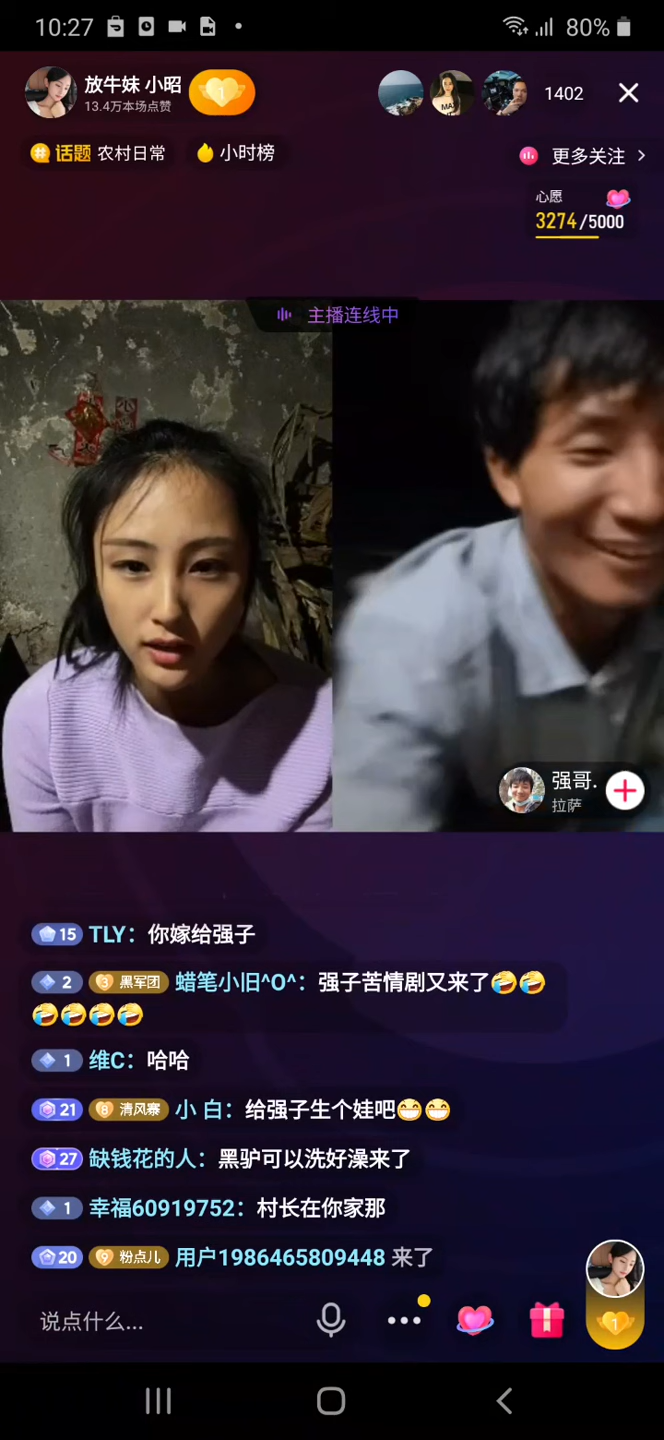 10:27
80%
放牛妹 小昭
13.4万本场点赞
1
1402
话题 农村日常
小时榜
更多关注
心愿
3274/5000
主播连线中
强哥.
拉萨
15 TLY：你嫁给强子
2 3 黑军团 蜡笔小旧^O^：强子苦情剧又来了🤣🤣
🤣🤣🤣🤣
1 维C：哈哈
21 8 清风寨 小 白：给强子生个娃吧😁😁
27 缺钱花的人：黑驴可以洗好澡来了
1 幸福60919752：村长在你家那
20 9 粉点儿 用户1986465809448 来了
说点什么...
1